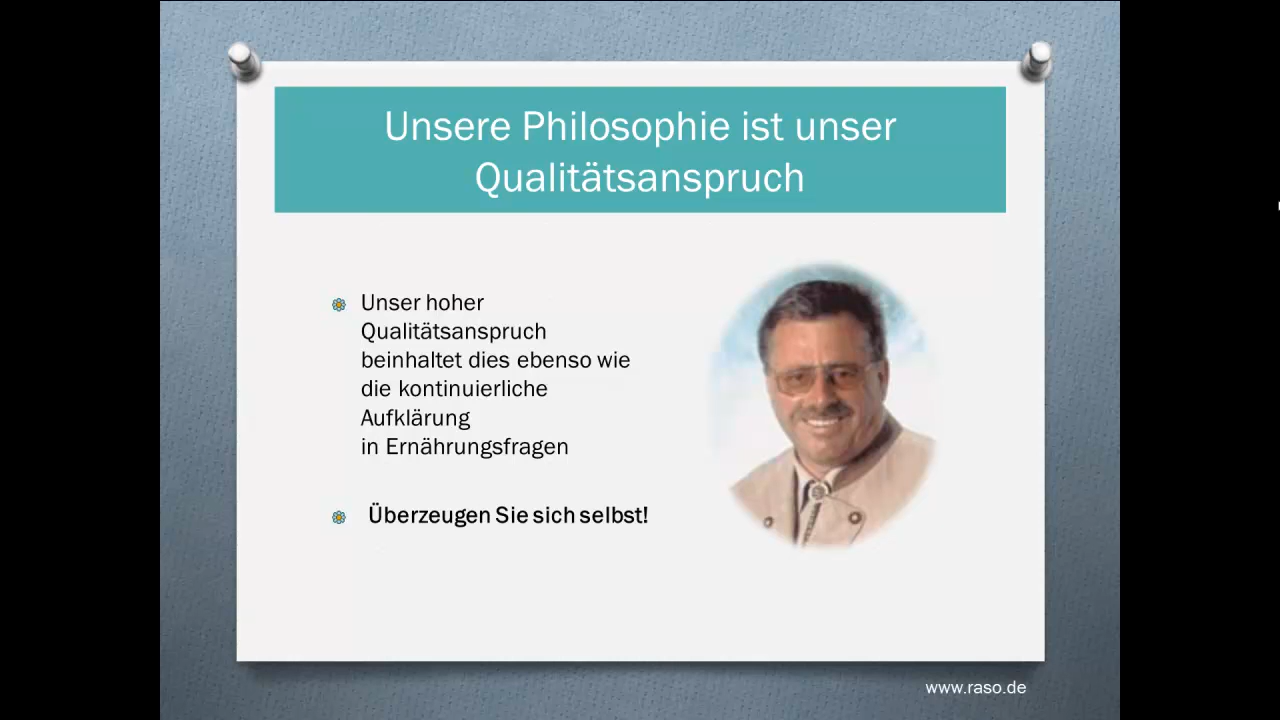 Unsere Philosophie ist unser
Qualitätsanspruch
Unser hoher
Qualitätsanspruch
beinhaltet dies ebenso wie
die kontinuierliche
Aufklärung
in Ernährungsfragen
Überzeugen Sie sich selbst!
www.raso.de